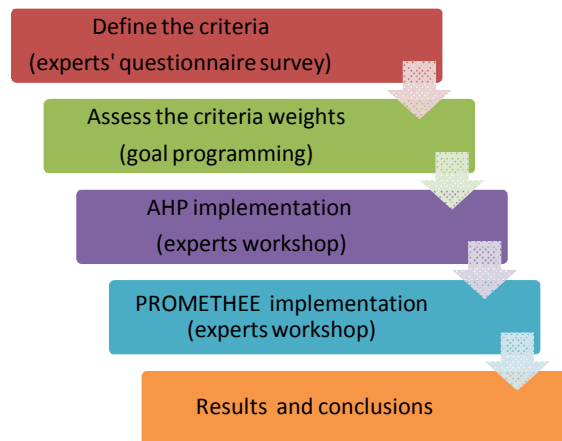 Define the criteria
(experts' questionnaire survey)
Assess the criteria weights
(goal programming)
AHP implementation
(experts workshop)
PROMETHEE implementation
(experts workshop)
Results and conclusions